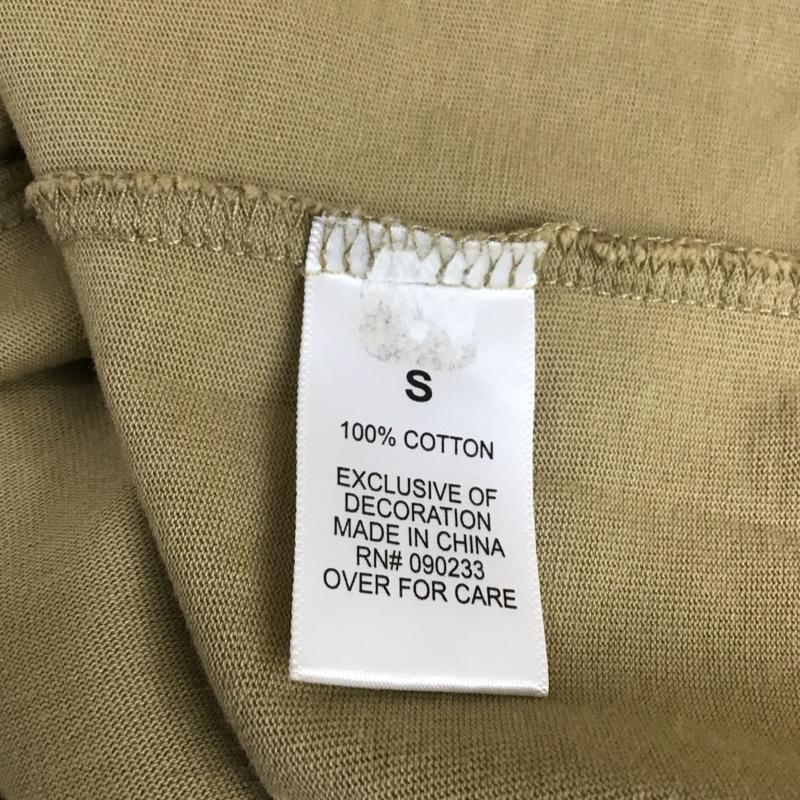 S
100% COTTON
EXCLUSIVE OF
DECORATION
MADE IN CHINA
RN# 090233
OVER FOR CARE